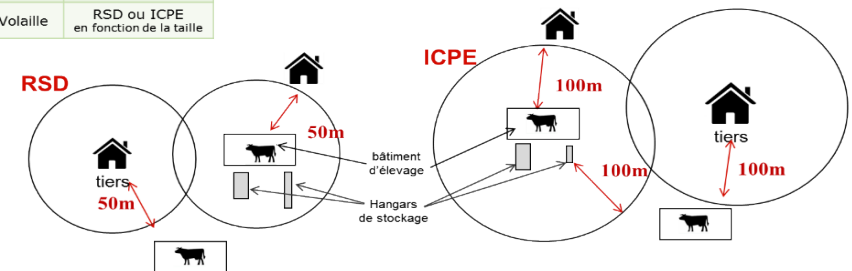 Volaille
RSD ou ICPE
en fonction de la taille
RSD
tiers
50m
50m
bâtiment
d'élevage
Hangars
de stockage
ICPE
100m
100m
tiers
100m